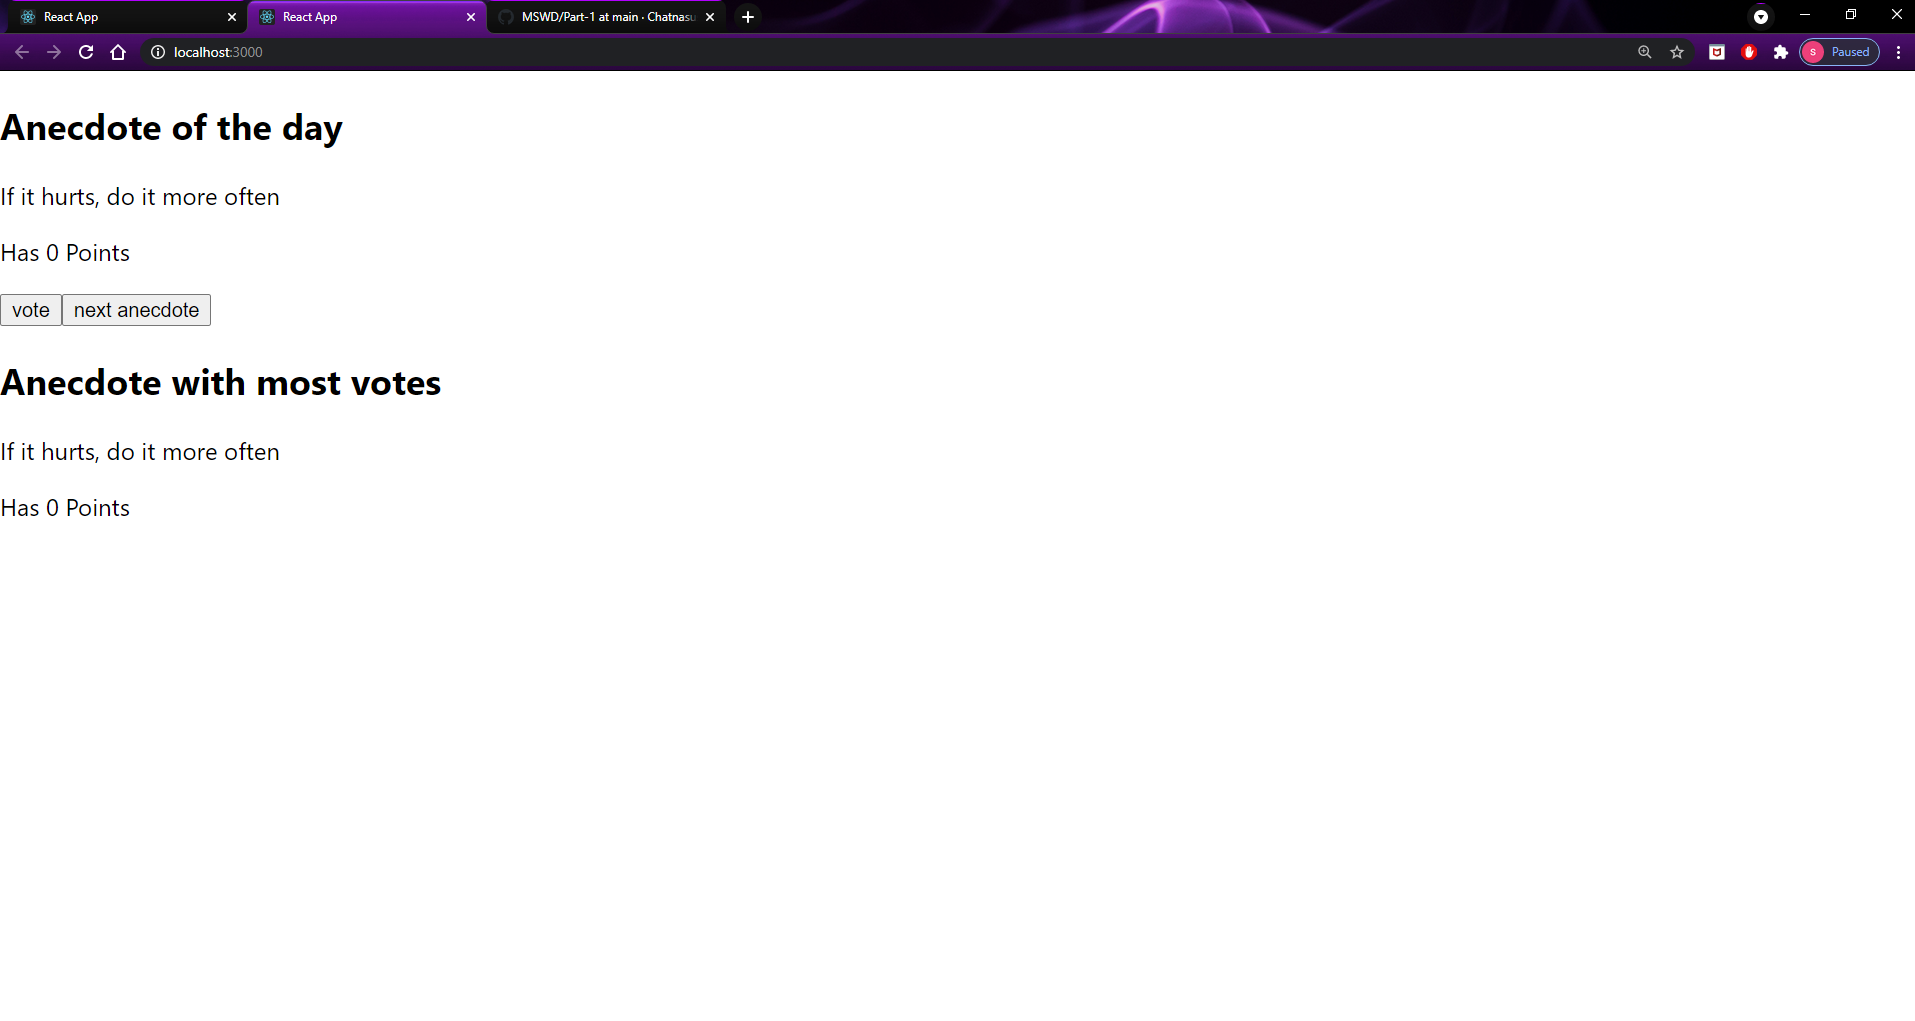 React App
React App
MSWD/Part-1 at main · Chatnasu
localhost:3000
S Paused
Anecdote of the day
If it hurts, do it more often
Has 0 Points
vote next anecdote
Anecdote with most votes
If it hurts, do it more often
Has 0 Points